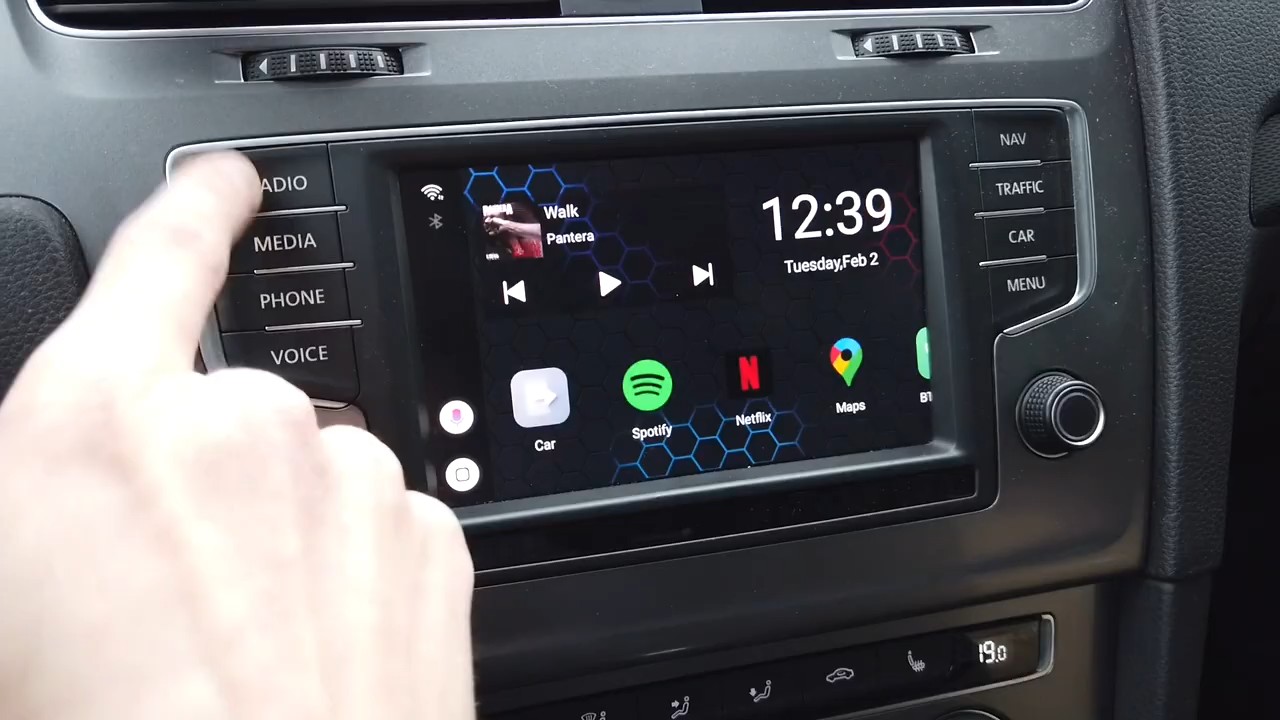 ADIO
MEDIA
PHONE
VOICE
Walk
Pantera
12:39
Tuesday,Feb 2
Car
Spotify
N
Netflix
Maps
BT
NAV
TRAFFIC
CAR
MENU
19.0